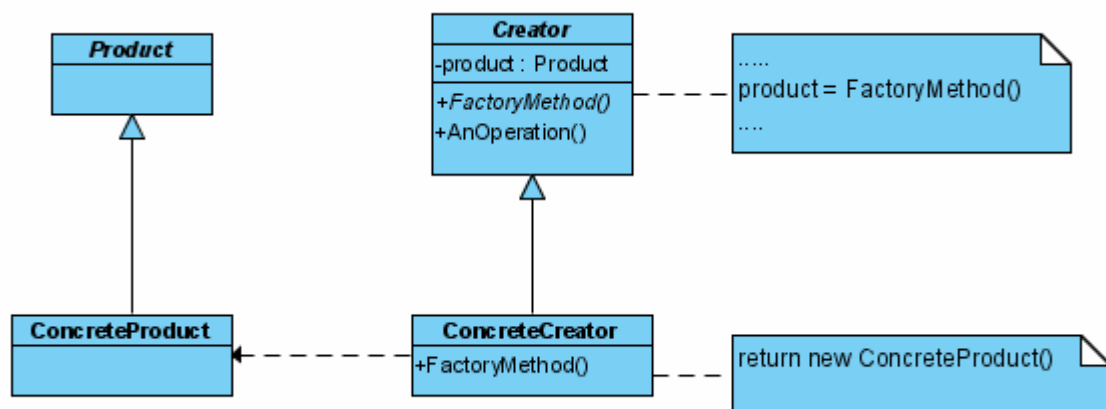 Product
Creator
-product : Product
+FactoryMethod()
+AnOperation()
.....
product = FactoryMethod()
....
ConcreteProduct
ConcreteCreator
+FactoryMethod()
return new ConcreteProduct()